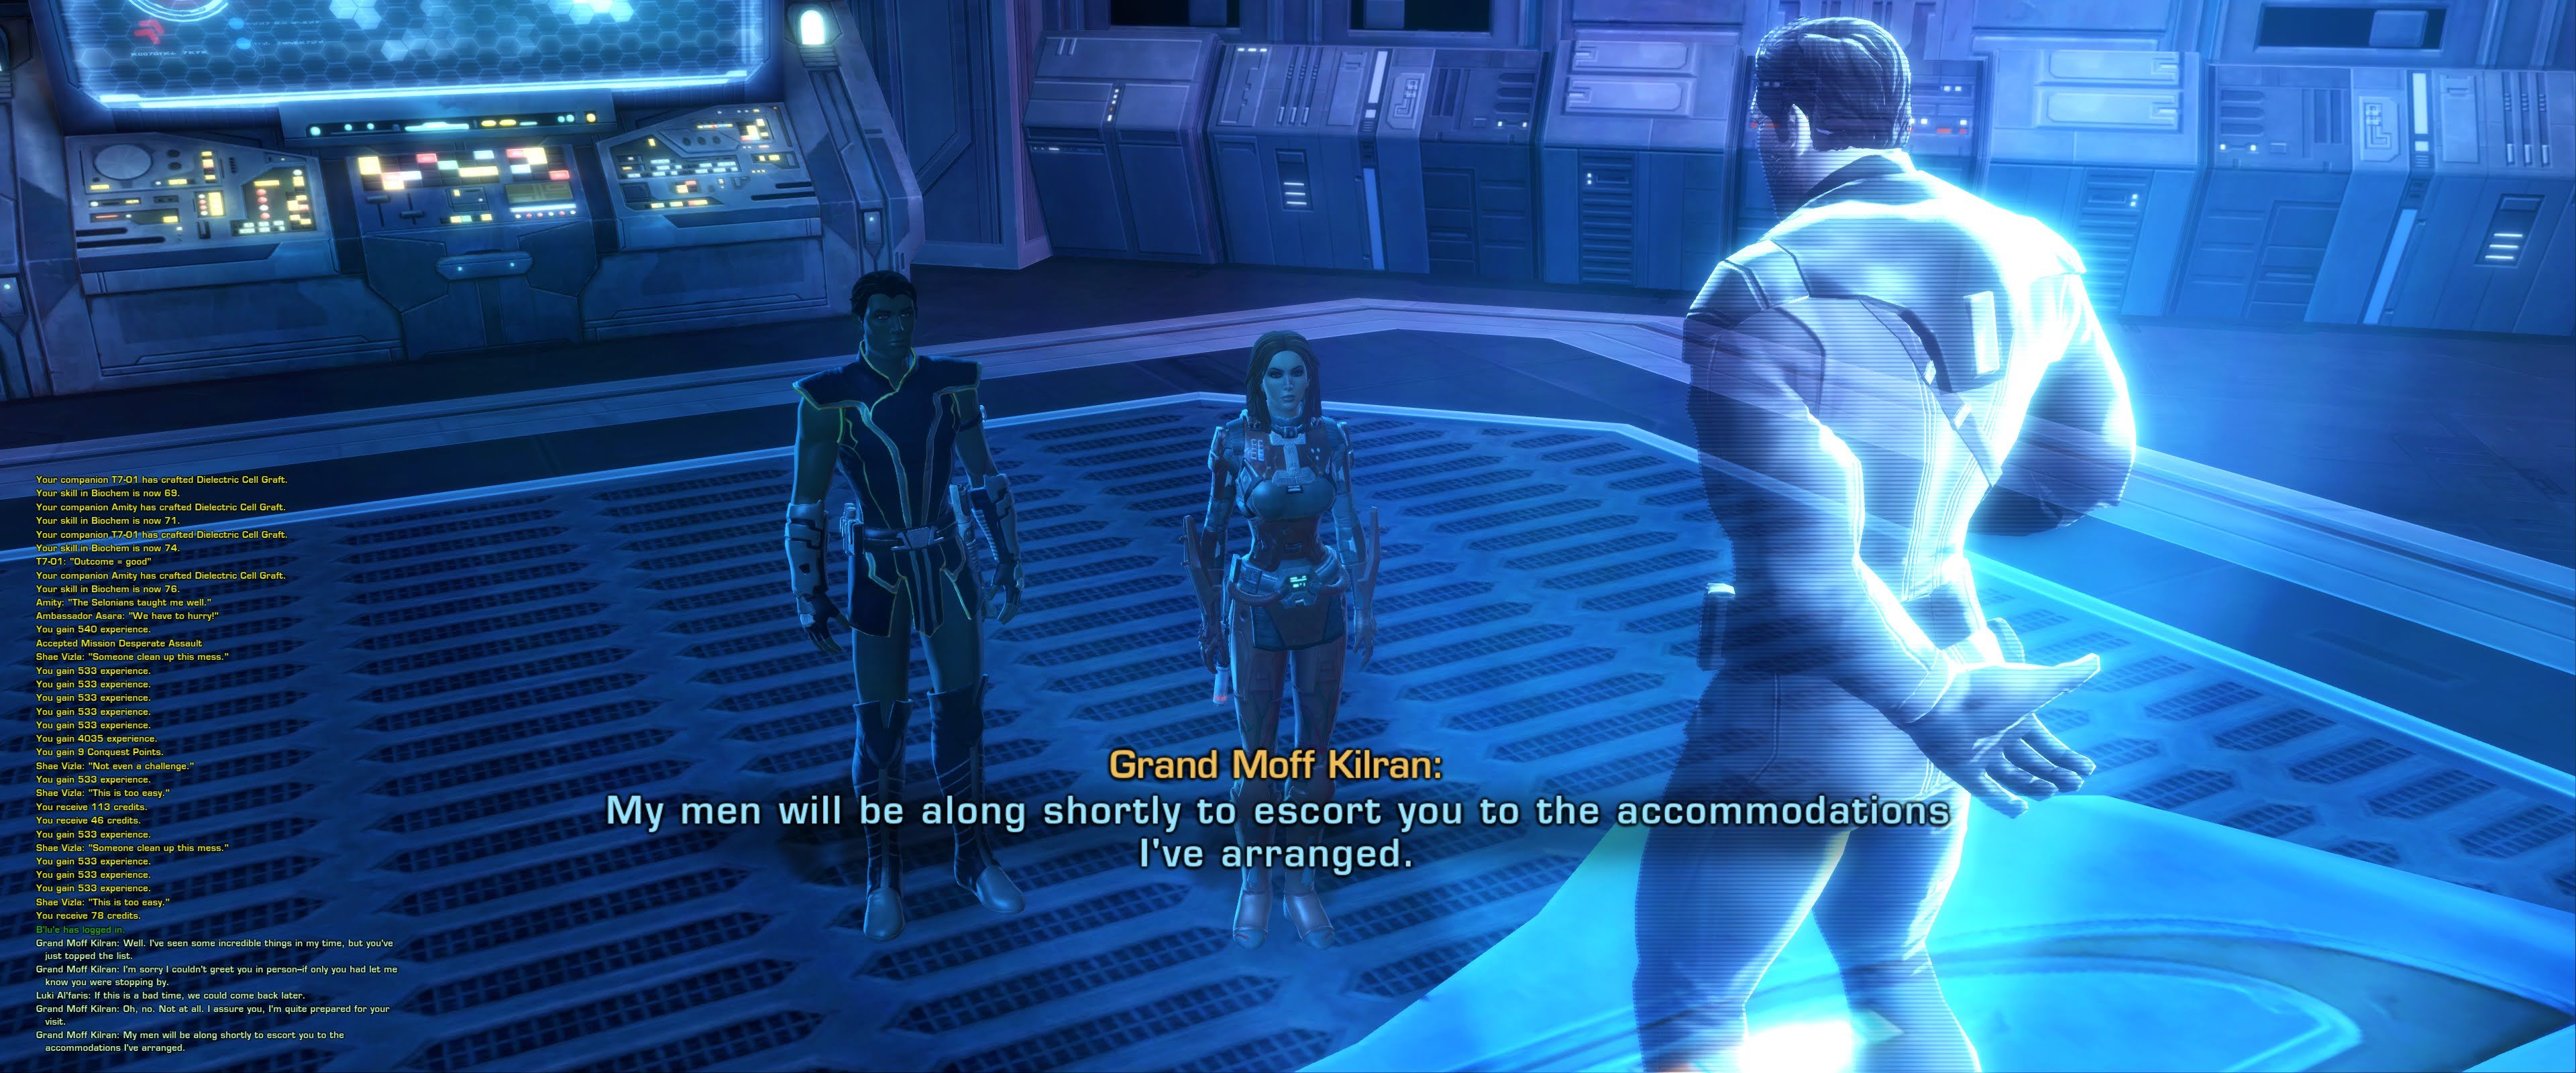 Your companion T7-01 has crafted Dielectric Cell Graft.
Your skill in Biochem is now 69.
Your companion Amity has crafted Dielectric Cell Graft.
Your skill in Biochem is now 71.
Your companion T7-01 has crafted Dielectric Cell Graft.
Your skill in Biochem is now 74.
T7-01: "Outcome = good"
Your companion Amity has crafted Dielectric Cell Graft.
Your skill in Biochem is now 76.
Amity: "The Selonians taught me well."
Ambassador Asara: "We have to hurry!"
You gain 540 experience.
Accepted Mission Desperate Assault
Shae Vizla: "Someone clean up this mess."
You gain 533 experience.
You gain 533 experience.
You gain 533 experience.
You gain 533 experience.
You gain 533 experience.
You gain 4035 experience.
You gain 9 Conquest Points.
Shae Vizla: "Not even a challenge."
You gain 533 experience.
Shae Vizla: "This is too easy."
You receive 113 credits.
You receive 46 credits.
You gain 533 experience.
Shae Vizla: "Someone clean up this mess."
You gain 533 experience.
You gain 533 experience.
You gain 533 experience.
Shae Vizla: "This is too easy."
You receive 78 credits.
B'lu'e has logged in.
Grand Moff Kilran: Well. I've seen some incredible things in my time, but you've
just topped the list.
Grand Moff Kilran: I'm sorry I couldn't greet you in person—if only you had let me
know you were stopping by.
Luki Al'faris: If this is a bad time, we could come back later.
Grand Moff Kilran: Oh, no. Not at all. I assure you, I'm quite prepared for your
visit.
Grand Moff Kilran: My men will be along shortly to escort you to the
accommodations I've arranged.
Grand Moff Kilran:
My men will be along shortly to escort you to the accommodations
I've arranged.